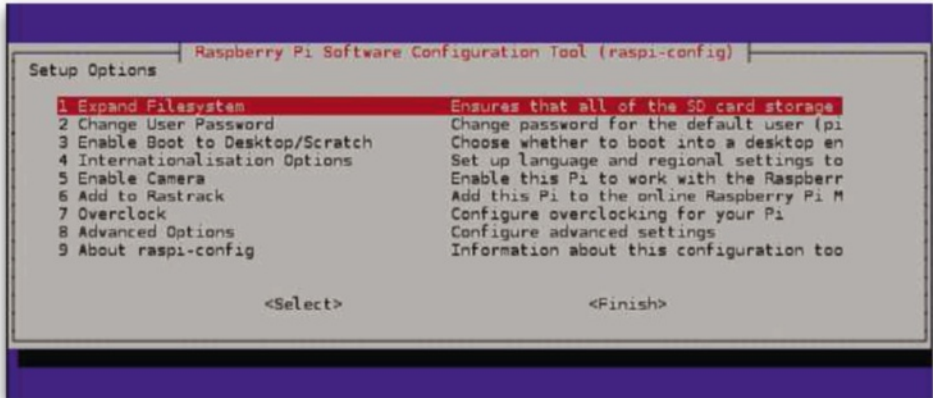 Raspberry Pi Software Configuration Tool (raspi-config)
Setup Options
1 Expand Filesystem Ensures that all of the SD card storage
2 Change User Password Change password for the default user (pi
3 Enable Boot to Desktop/Scratch Choose whether to boot into a desktop en
4 Internationalisation Options Set up language and regional settings to
5 Enable Camera Enable this Pi to work with the Raspberr
6 Add to Rastrack Add this Pi to the online Raspberry Pi M
7 Overclock Configure overclocking for your Pi
8 Advanced Options Configure advanced settings
9 About raspi-config Information about this configuration too
<Select> <Finish>